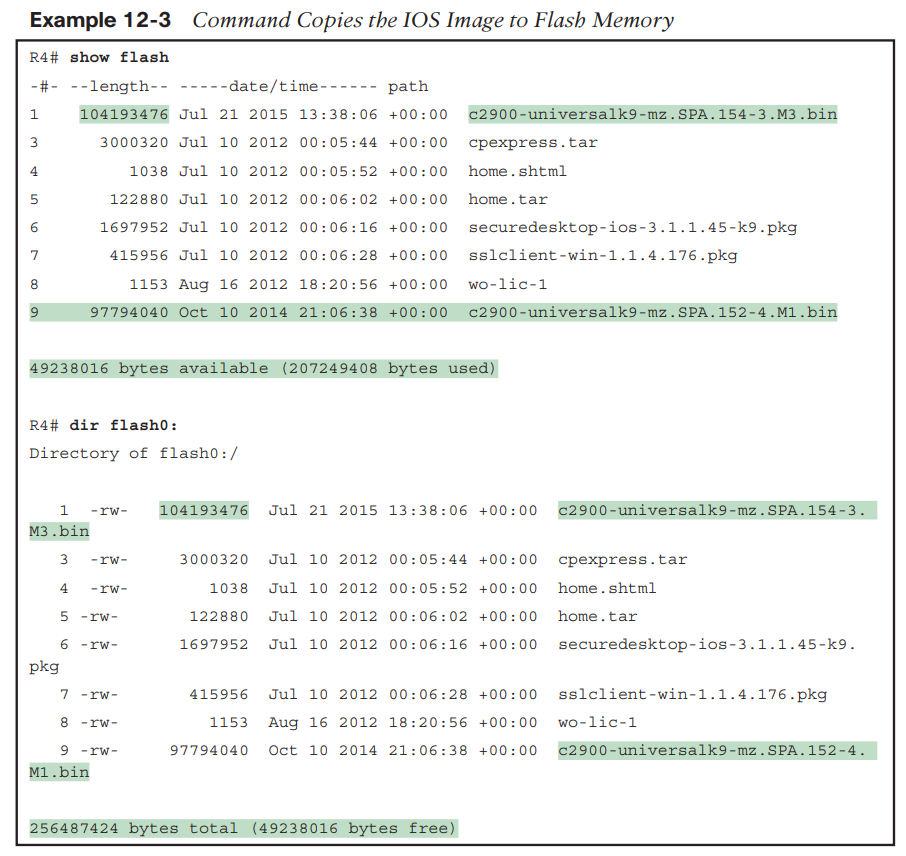 Example 12-3 Command Copies the IOS Image to Flash Memory
R4# show flash
-#- --length-- -----date/time------ path
1 104193476 Jul 21 2015 13:38:06 +00:00 c2900-universalk9-mz.SPA.154-3.M3.bin
3 3000320 Jul 10 2012 00:05:44 +00:00 cpexpress.tar
4 1038 Jul 10 2012 00:05:52 +00:00 home.shtml
5 122880 Jul 10 2012 00:06:02 +00:00 home.tar
6 1697952 Jul 10 2012 00:06:16 +00:00 securedesktop-ios-3.1.1.45-k9.pkg
7 415956 Jul 10 2012 00:06:28 +00:00 sslclient-win-1.1.4.176.pkg
8 1153 Aug 16 2012 18:20:56 +00:00 wo-lic-1
9 97794040 Oct 10 2014 21:06:38 +00:00 c2900-universalk9-mz.SPA.152-4.M1.bin
49238016 bytes available (207249408 bytes used)
R4# dir flash0:
Directory of flash0:/
1 -rw- 104193476 Jul 21 2015 13:38:06 +00:00 c2900-universalk9-mz.SPA.154-3.
M3.bin
3 -rw- 3000320 Jul 10 2012 00:05:44 +00:00 cpexpress.tar
4 -rw- 1038 Jul 10 2012 00:05:52 +00:00 home.shtml
5 -rw- 122880 Jul 10 2012 00:06:02 +00:00 home.tar
6 -rw- 1697952 Jul 10 2012 00:06:16 +00:00 securedesktop-ios-3.1.1.45-k9.
pkg
7 -rw- 415956 Jul 10 2012 00:06:28 +00:00 sslclient-win-1.1.4.176.pkg
8 -rw- 1153 Aug 16 2012 18:20:56 +00:00 wo-lic-1
9 -rw- 97794040 Oct 10 2014 21:06:38 +00:00 c2900-universalk9-mz.SPA.152-4.
M1.bin
256487424 bytes total (49238016 bytes free)